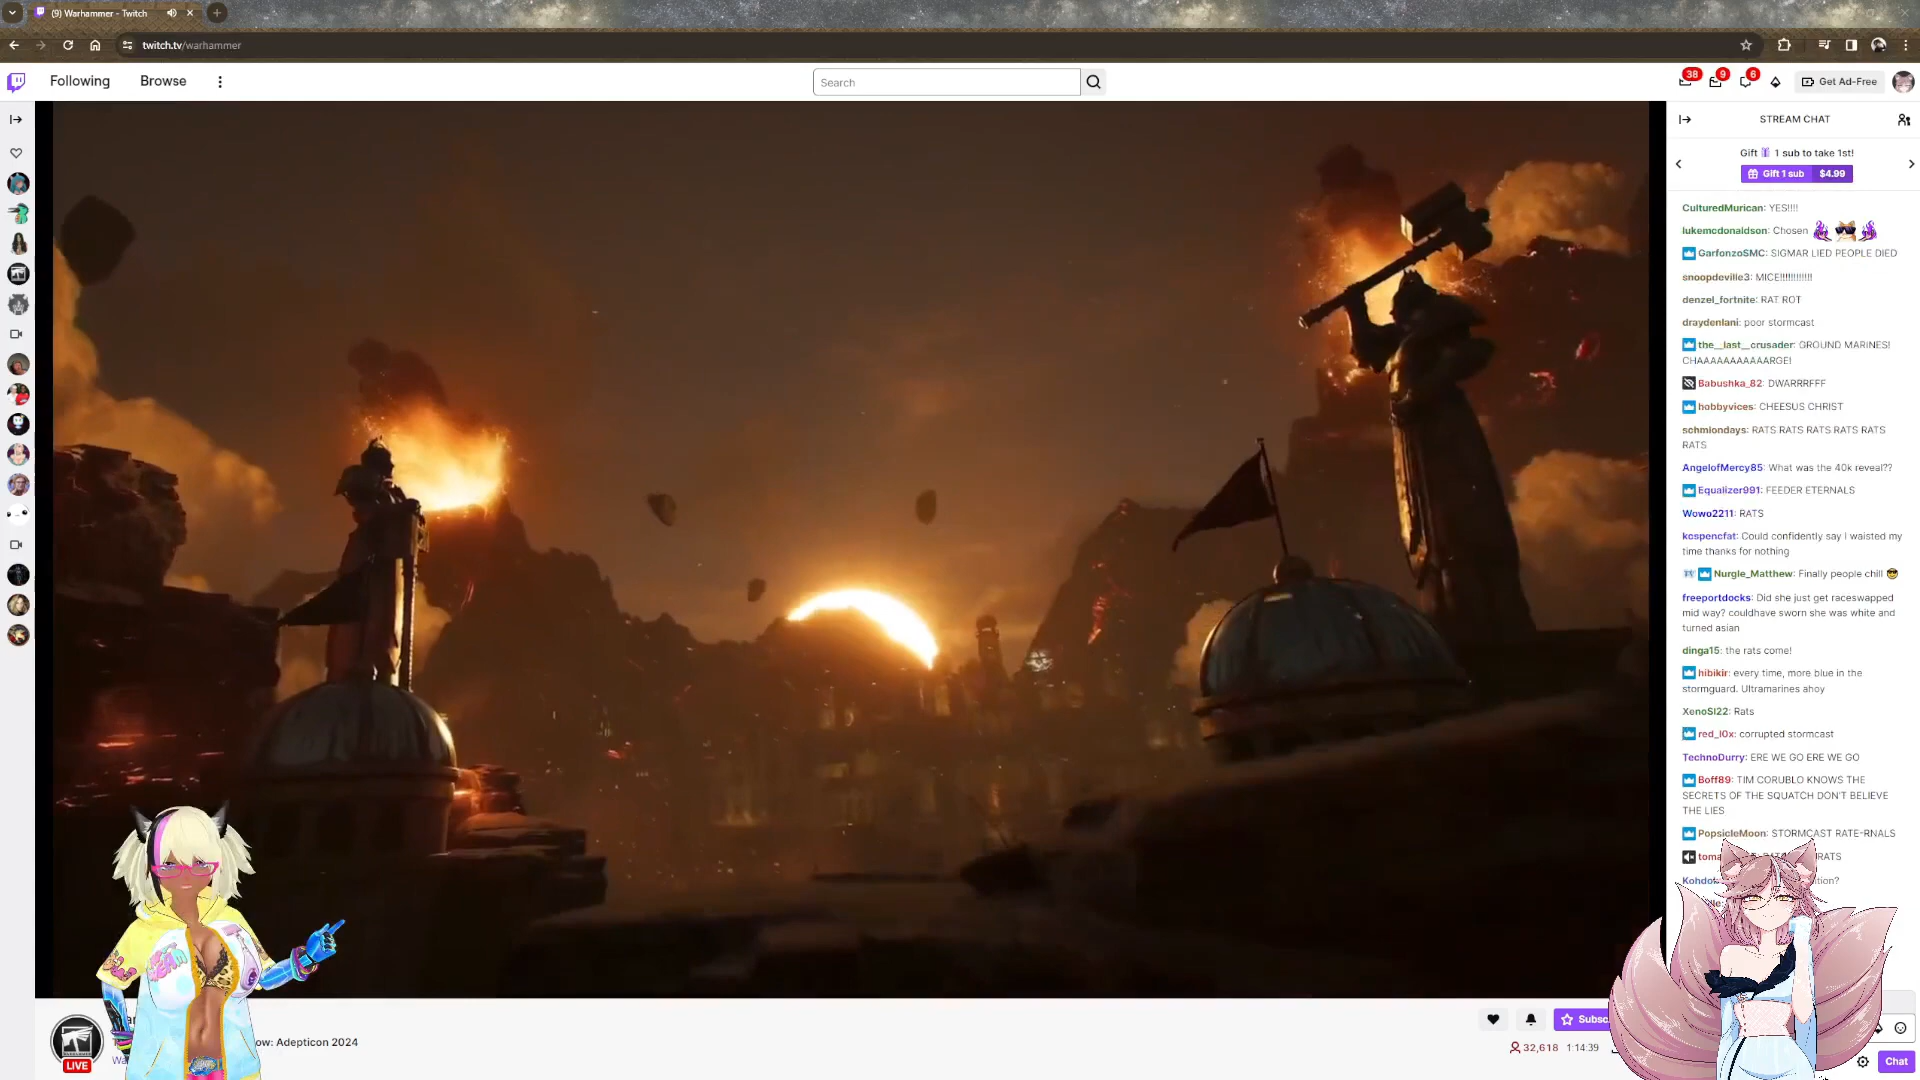 (9) Warhammer - Twitch
twitch.tv/warhammer
Following
Browse
Search
38
9
6
Get Ad-Free
STREAM CHAT
Gift 1 sub to take 1st!
Gift 1 sub $4.99
CulturedMurican: YES!!!!
lukemcdonaldson: Chosen
GarfonzoSMC: SIGMAR LIED PEOPLE DIED
snoopdeville3: MICE!!!!!!!!!!!!
denzel_fortnite: RAT ROT
draydenlani: poor stormcast
the__last__crusader: GROUND MARINES!
CHAAAAAAAAAAARGE!
Babushka_82: DWARRRFFF
hobbyvices: CHEESUS CHRIST
schmiondays: RATS RATS RATS RATS RATS
RATS
AngelofMercy85: What was the 40k reveal??
Equalizer991: FEEDER ETERNALS
Wowo2211: RATS
kcspencfat: Could confidently say I waisted my
time thanks for nothing
Nurgle_Matthew: Finally people chill
freeportdocks: Did she just get raceswapped
mid way? couldhave sworn she was white and
turned asian
dinga15: the rats come!
hibikir: every time, more blue in the
stormguard. Ultramarines ahoy
XenoSI22: Rats
red_l0x: corrupted stormcast
TechnoDurry: ERE WE GO ERE WE GO
Boff89: TIM CORUBLO KNOWS THE
SECRETS OF THE SQUATCH DON'T BELIEVE
THE LIES
PopsicleMoon: STORMCAST RATE-RNALS
RATS
LIVE
Adepticon 2024
32,618
1:14:39
Chat